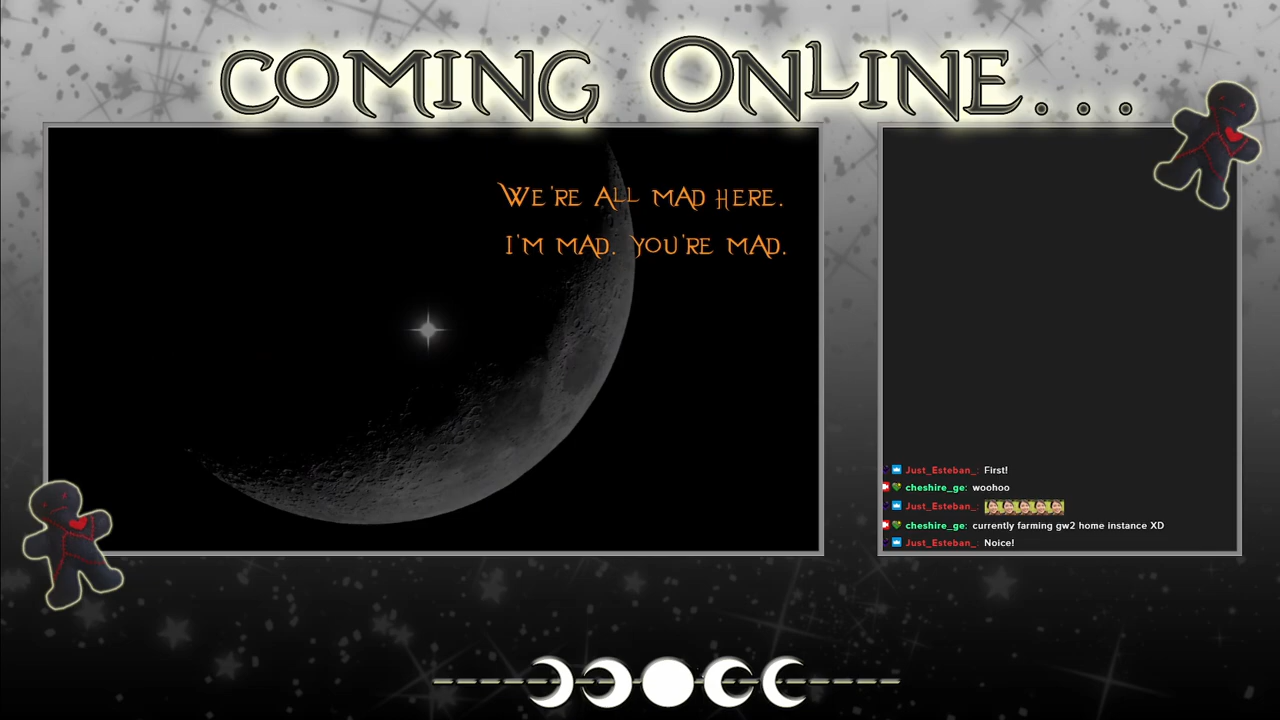 COMING ONLINE...
WE'RE ALL MAD HERE.
I'M MAD. YOU'RE MAD.
Just_Esteban_: First!
cheshire_ge: woohoo
Just_Esteban_:
cheshire_ge: currently farming gw2 home instance XD
Just_Esteban_: Noice!